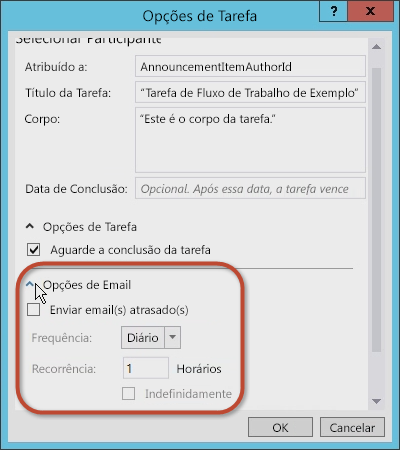 Opções de Tarefa
? X
Selecionar Participante
Atribuído a: AnnouncementItemAuthorId
Título da Tarefa: “Tarefa de Fluxo de Trabalho de Exemplo”
Corpo: “Este é o corpo da tarefa.”
Data de Conclusão: Opcional. Após essa data, a tarefa vence
Opções de Tarefa
Aguarde a conclusão da tarefa
Opções de Email
Enviar email(s) atrasado(s)
Frequência: Diário
Recorrência: 1 Horários
Indefinidamente
OK Cancelar